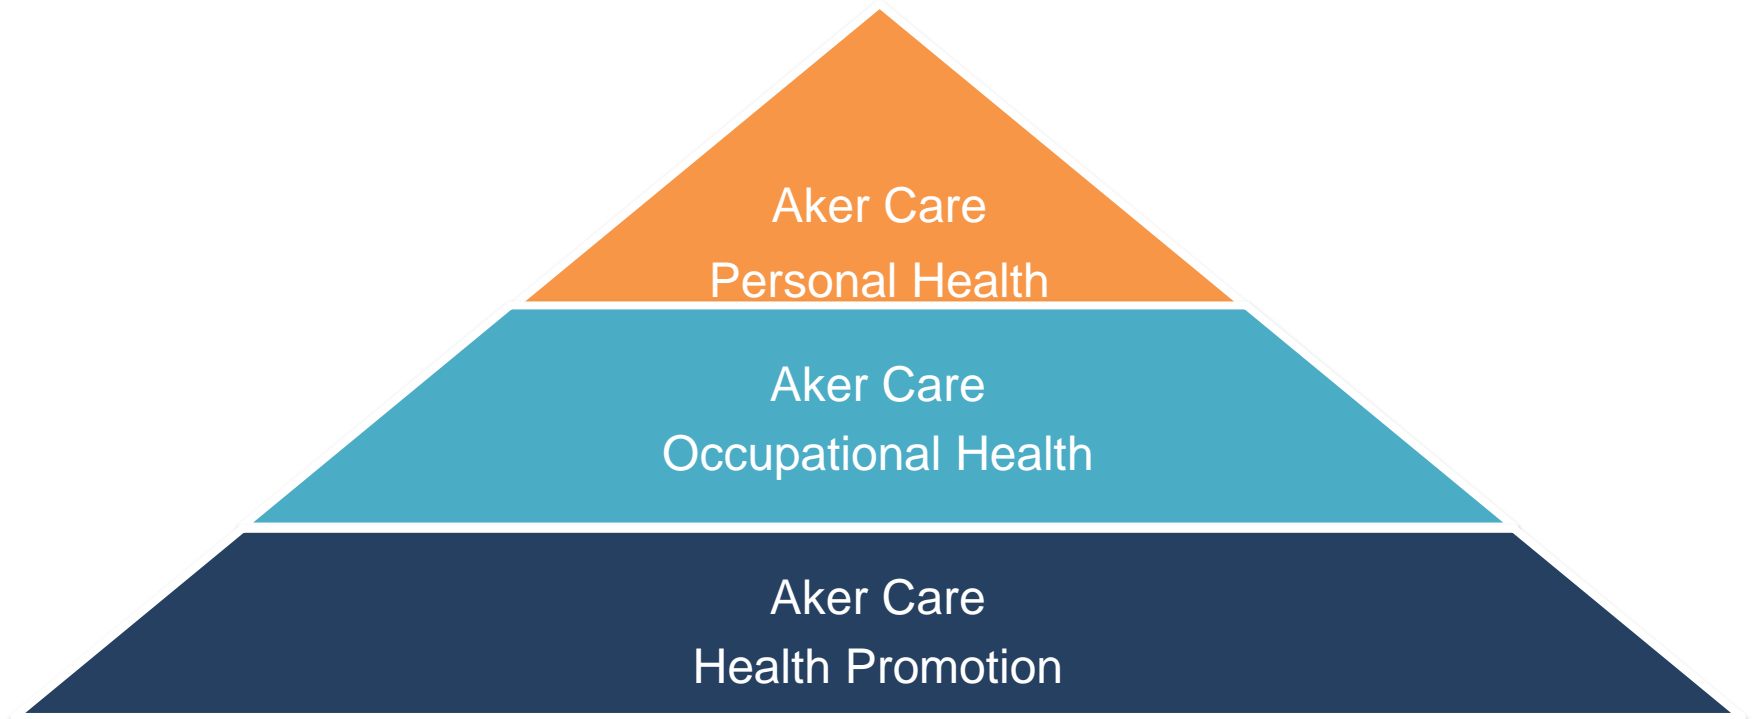 Aker Care
Personal Health
Aker Care
Occupational Health
Aker Care
Health Promotion